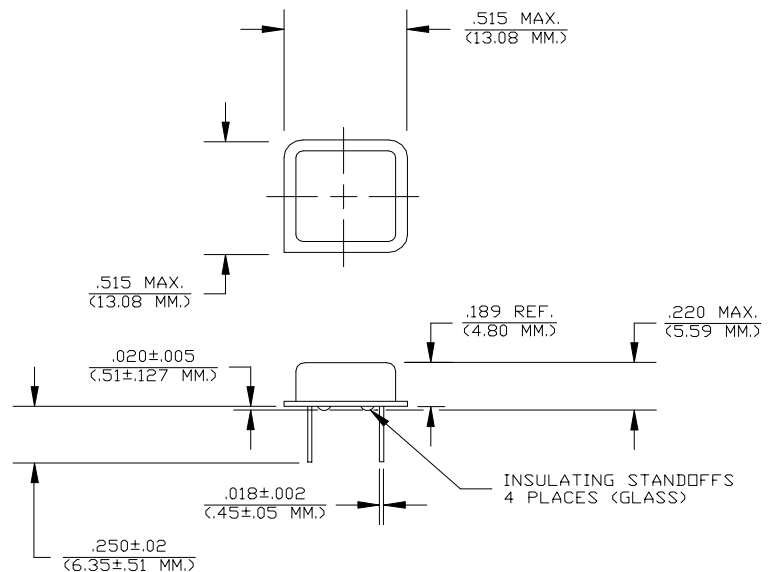 .515 MAX.
(13.08 MM.)
.515 MAX.
(13.08 MM.)
.189 REF.
(4.80 MM.)
.220 MAX.
(5.59 MM.)
.020±.005
(.51±.127 MM.)
INSULATING STANDOFFS
4 PLACES (GLASS)
.018±.002
(.45±.05 MM.)
.250±.02
(6.35±.51 MM.)